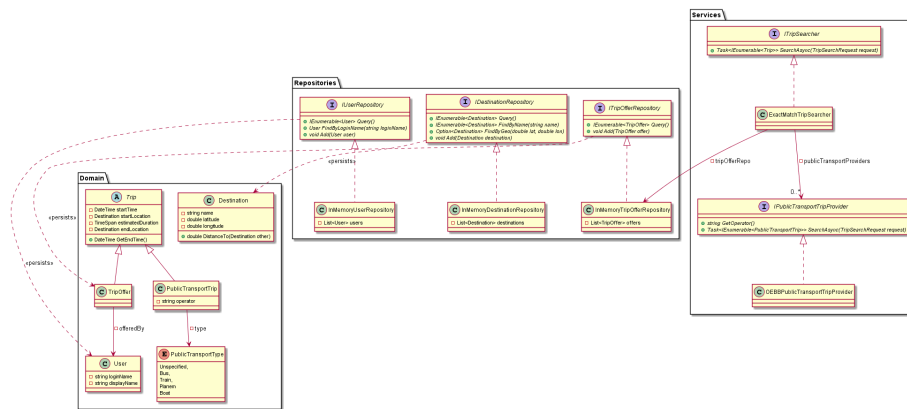 Services
ITripSearcher
Task<IEnumerable<Trip>> SearchAsync(TripSearchRequest request)
ExactMatchTripSearcher
tripOfferRepo
publicTransportProviders
0..*
IPublicTransportTripProvider
string GetOperator()
Task<IEnumerable<PublicTransportTrip>> SearchAsync(TripSearchRequest request)
OEBBPublicTransportTripProvider
Repositories
IUserRepository
IEnumerable<User> Query()
User FindByLoginName(string loginName)
void Add(User user)
IDestinationRepository
IEnumerable<Destination> Query()
IEnumerable<Destination> FindByName(string name)
Option<Destination> FindByGeo(double lat, double lon)
void Add(Destination destination)
ITripOfferRepository
IEnumerable<TripOffer> Query()
void Add(TripOffer offer)
«persists»
InMemoryUserRepository
List<User> users
InMemoryDestinationRepository
List<Destination> destinations
InMemoryTripOfferRepository
List<TripOffer> offers
Domain
Trip
DateTime startTime
Destination startLocation
TimeSpan estimatedDuration
Destination endLocation
DateTime GetEndTime()
Destination
string name
double latitude
double longitude
double DistanceTo(Destination other)
«persists»
«persists»
TripOffer
PublicTransportTrip
string operator
offeredBy
type
User
string loginName
string displayName
PublicTransportType
Unspecified,
Bus,
Train,
Planem
Boat